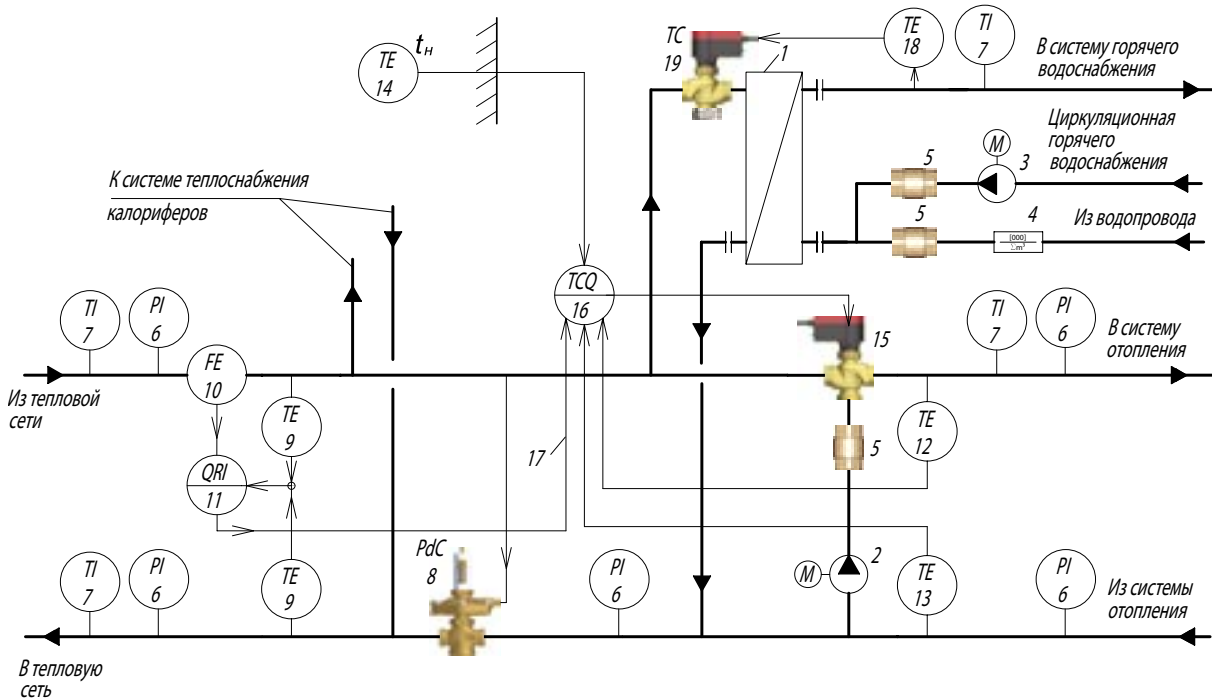 TE
14
tн
TC
19
1
TE
18
TI
7
В систему горячего
водоснабжения
Циркуляционная
горячего
водоснабжения
M
3
5
Из водопровода
5
4
[000]
Σm³
К системе теплоснабжения
калориферов
TCQ
16
TI
7
PI
6
FE
10
Из тепловой
сети
TE
9
QRI
11
17
15
TI
7
PI
6
В систему
отопления
TE
12
5
TI
7
PI
6
TE
9
PdC
8
PI
6
M
2
TE
13
PI
6
Из системы
отопления
В тепловую
сеть